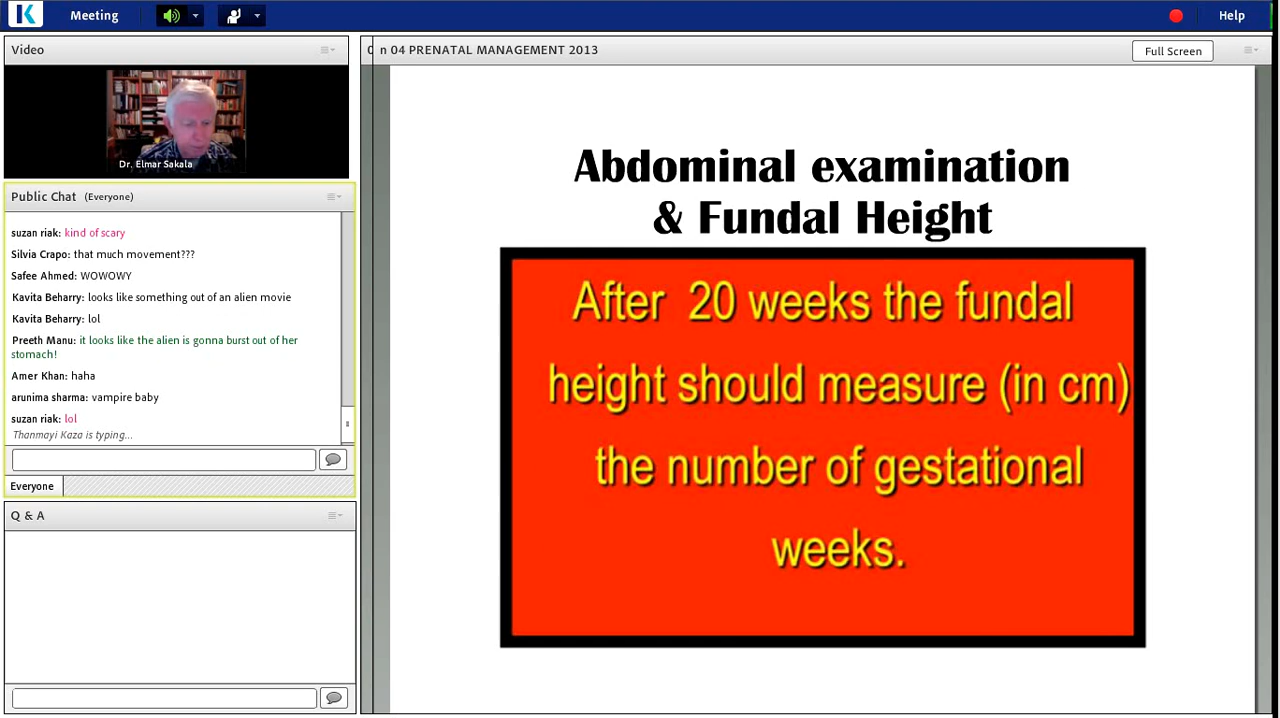 K
Meeting
Help
Video
Dr. Elmar Sakala
Public Chat (Everyone)
suzan riak: kind of scary
Silvia Crapo: that much movement???
Safee Ahmed: WOWOWY
Kavita Beharry: looks like something out of an alien movie
Kavita Beharry: lol
Preeth Manu: it looks like the alien is gonna burst out of her
stomach!
Amer Khan: haha
arunima sharma: vampire baby
suzan riak: lol
Thanmayi Kaza is typing...
Everyone
Q & A
n 04 PRENATAL MANAGEMENT 2013
Full Screen
Abdominal examination
& Fundal Height
After 20 weeks the fundal
height should measure (in cm)
the number of gestational
weeks.